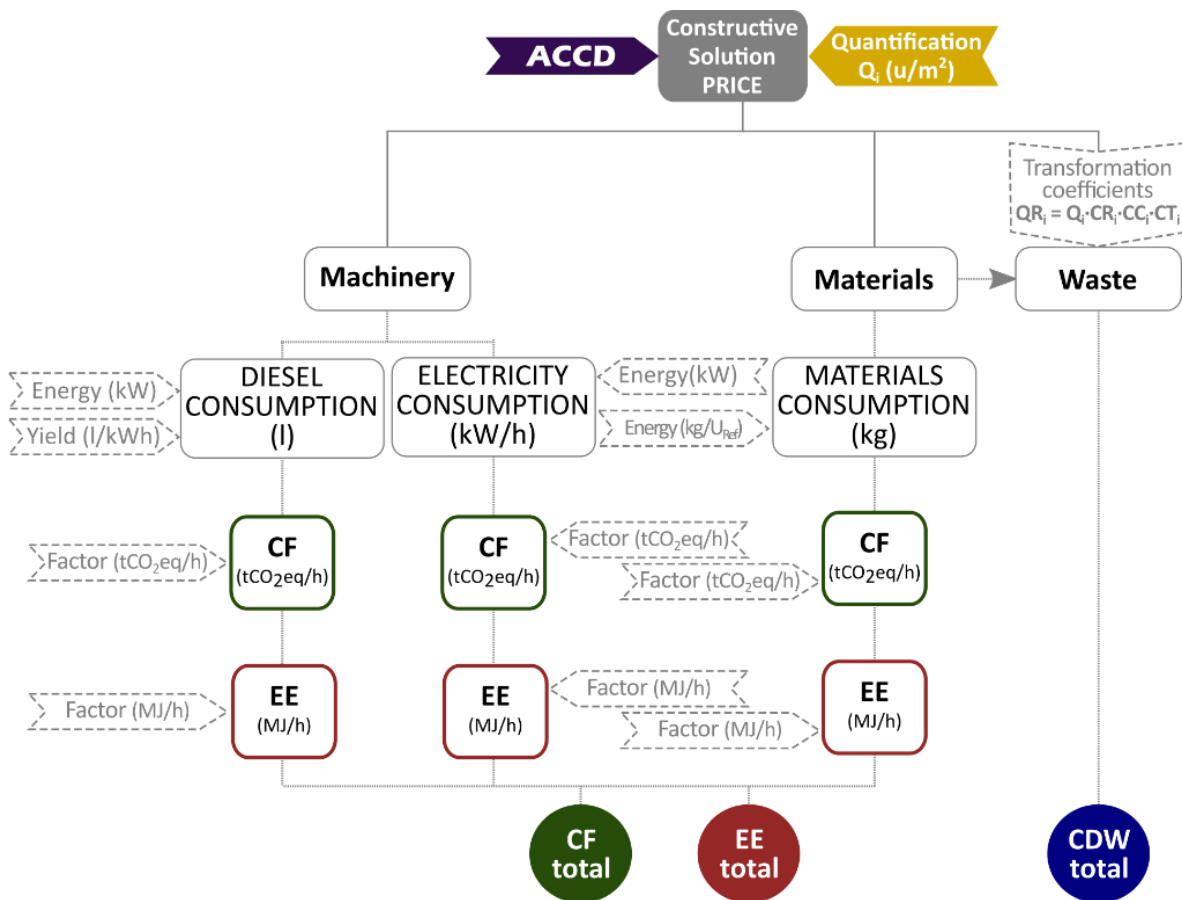 ACCD
Constructive
Solution
PRICE
Quantification
Qᵢ (u/m²)
Transformation
coefficients
QRᵢ = Qᵢ·CRᵢ·CCᵢ·CTᵢ
Machinery
Materials
Waste
Energy (kW)
Yield (l/kWh)
DIESEL
CONSUMPTION
(l)
ELECTRICITY
CONSUMPTION
(kW/h)
Energy(kW)
Energy (kg/U_Ref)
MATERIALS
CONSUMPTION
(kg)
Factor (tCO₂eq/h)
CF
(tCO₂eq/h)
CF
(tCO₂eq/h)
Factor (tCO₂eq/h)
Factor (tCO₂eq/h)
CF
(tCO₂eq/h)
Factor (MJ/h)
EE
(MJ/h)
EE
(MJ/h)
Factor (MJ/h)
Factor (MJ/h)
EE
(MJ/h)
CF
total
EE
total
CDW
total